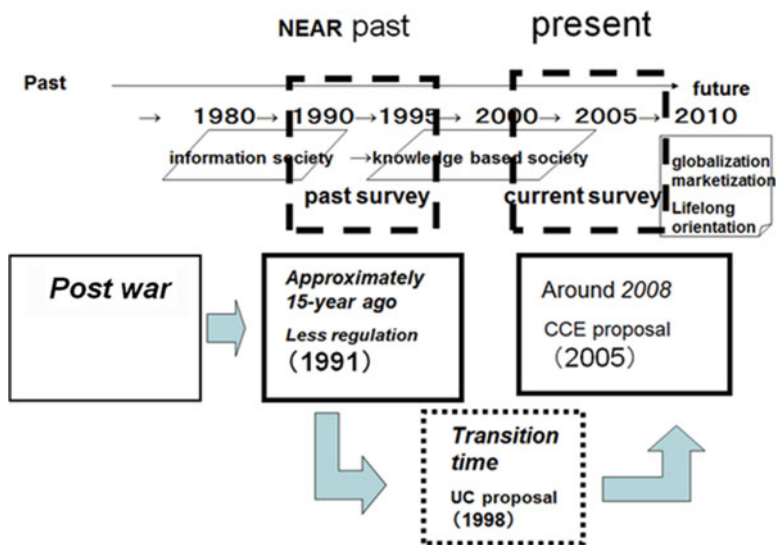 NEAR past
present
Past
future
→ 1980→ 1990→1995→ 2000→ 2005→ 2010
information society →knowledge based society
globalization
marketization
past survey
current survey
Lifelong
orientation
Post war
Approximately
15-year ago
Less regulation
(1991)
Around 2008
CCE proposal
(2005)
Transition
time
UC proposal
(1998)